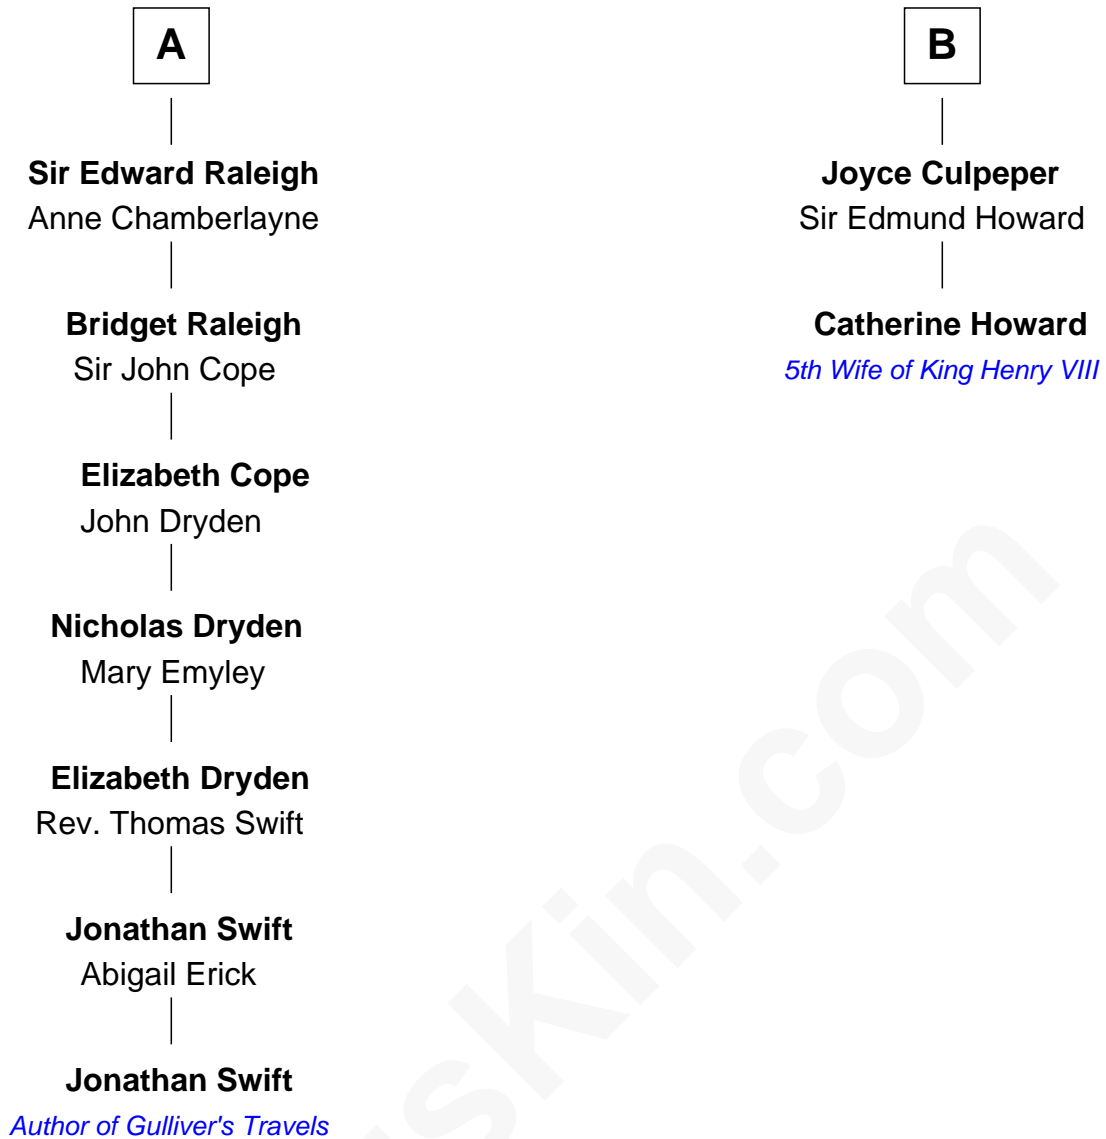 A
Sir Edward Raleigh
Anne Chamberlayne
Bridget Raleigh
Sir John Cope
Elizabeth Cope
John Dryden
Nicholas Dryden
Mary Emyley
Elizabeth Dryden
Rev. Thomas Swift
Jonathan Swift
Abigail Erick
Jonathan Swift
Author of Gulliver's Travels
B
Joyce Culpeper
Sir Edmund Howard
Catherine Howard
5th Wife of King Henry VIII
sKin.com